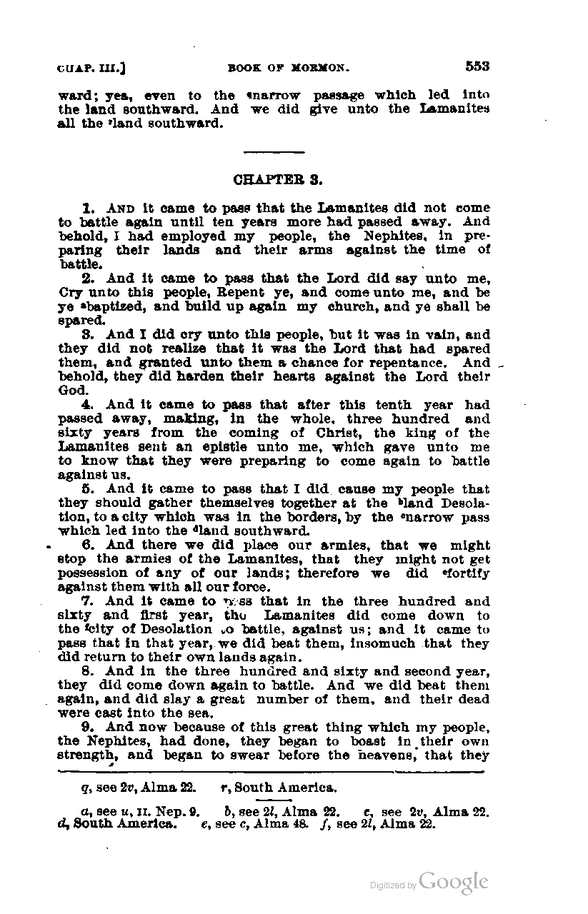 CHAP. III.] BOOK OF MORMON. 553
ward; yea, even to the qnarrow passage which led into
the land southward. And we did give unto the Lamanites
all the rland southward.
CHAPTER 3.
1. AND it came to pass that the Lamanites did not come
to battle again until ten years more had passed away. And
behold, I had employed my people, the Nephites, in pre-
paring their lands and their arms against the time of
battle.
2. And it came to pass that the Lord did say unto me,
Cry unto this people, Repent ye, and come unto me, and be
ye abaptized, and build up again my church, and ye shall be
spared.
3. And I did cry unto this people, but it was in vain, and
they did not realize that it was the Lord that had spared
them, and granted unto them a chance for repentance. And
behold, they did harden their hearts against the Lord their
God.
4. And it came to pass that after this tenth year had
passed away, making, in the whole, three hundred and
sixty years from the coming of Christ, the king of the
Lamanites sent an epistle unto me, which gave unto me
to know that they were preparing to come again to battle
against us.
5. And it came to pass that I did cause my people that
they should gather themselves together at the bland Desola-
tion, to a city which was in the borders, by the cnarrow pass
which led into the dland southward.
6. And there we did place our armies, that we might
stop the armies of the Lamanites, that they might not get
possession of any of our lands; therefore we did efortify
against them with all our force.
7. And it came to pass that in the three hundred and
sixty and first year, the Lamanites did come down to
the fcity of Desolation to battle, against us; and it came to
pass that in that year, we did beat them, insomuch that they
did return to their own lands again.
8. And in the three hundred and sixty and second year,
they did come down again to battle. And we did beat them
again, and did slay a great number of them, and their dead
were cast into the sea.
9. And now because of this great thing which my people,
the Nephites, had done, they began to boast in their own
strength, and began to swear before the heavens, that they
q, see 2v, Alma 22. r, South America.
a, see u, II. Nep. 9. b, see 2l, Alma 22. c, see 2v, Alma 22.
d, South America. e, see c, Alma 48. f, see 2l, Alma 22.
Digitized by Google